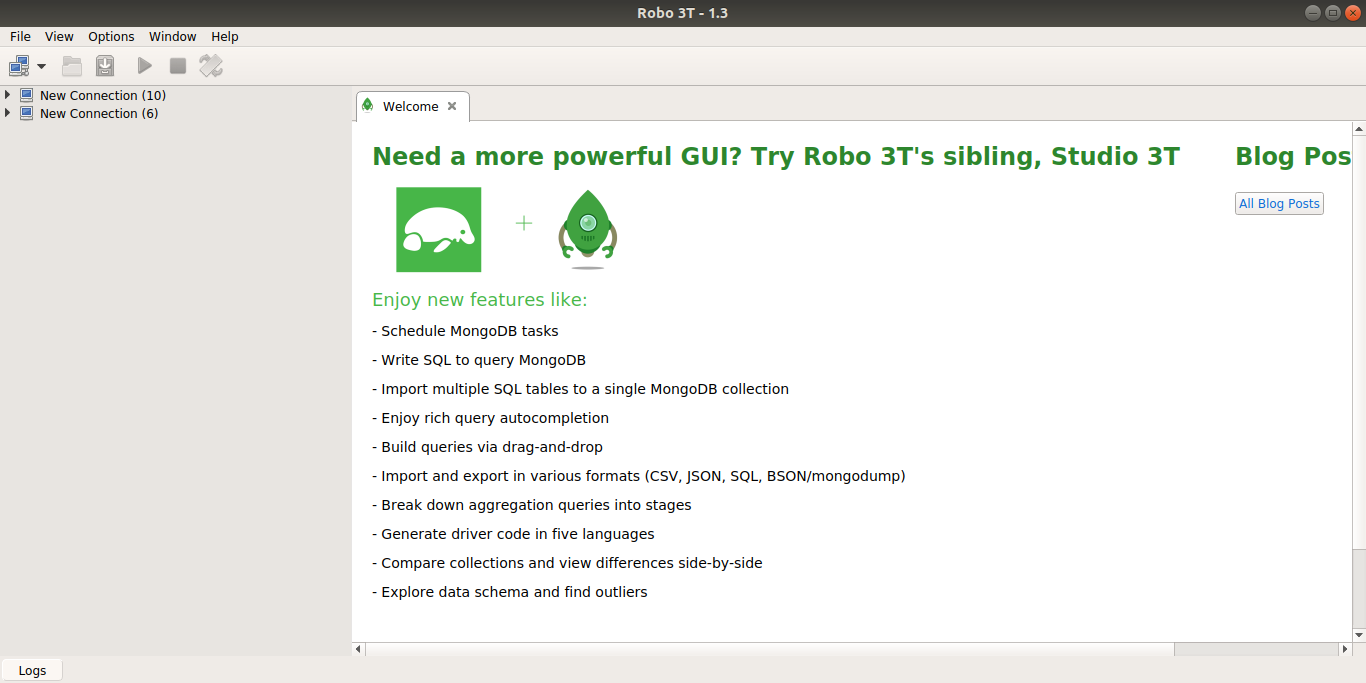 Robo 3T - 1.3
File View Options Window Help
New Connection (10)
New Connection (6)
Welcome
Need a more powerful GUI? Try Robo 3T's sibling, Studio 3T
Blog Pos
All Blog Posts
Enjoy new features like:
- Schedule MongoDB tasks
- Write SQL to query MongoDB
- Import multiple SQL tables to a single MongoDB collection
- Enjoy rich query autocompletion
- Build queries via drag-and-drop
- Import and export in various formats (CSV, JSON, SQL, BSON/mongodump)
- Break down aggregation queries into stages
- Generate driver code in five languages
- Compare collections and view differences side-by-side
- Explore data schema and find outliers
Logs